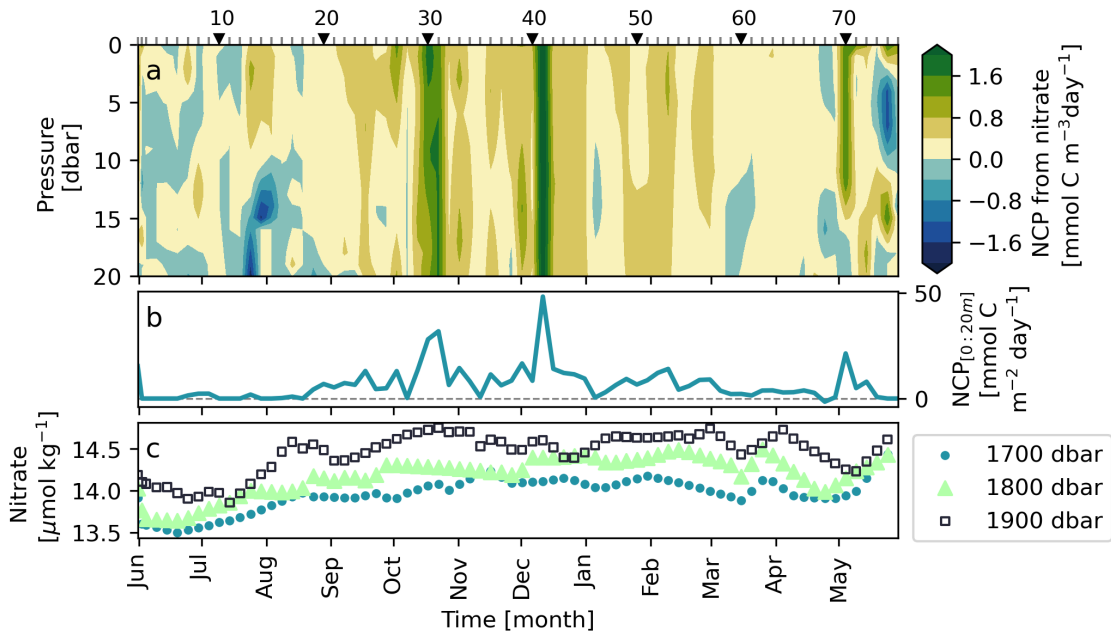 10 20 30 40 50 60 70
a
0
5
10
15
20
Pressure
[dbar]
1.6
0.8
0.0
−0.8
−1.6
NCP from nitrate
[mmol C m⁻³day⁻¹]
b
50
0
NCP[0:20m]
[mmol C
m⁻² day⁻¹]
c
14.5
14.0
13.5
Nitrate
[μmol kg⁻¹]
1700 dbar
1800 dbar
1900 dbar
Jun Jul Aug Sep Oct Nov Dec Jan Feb Mar Apr May
Time [month]